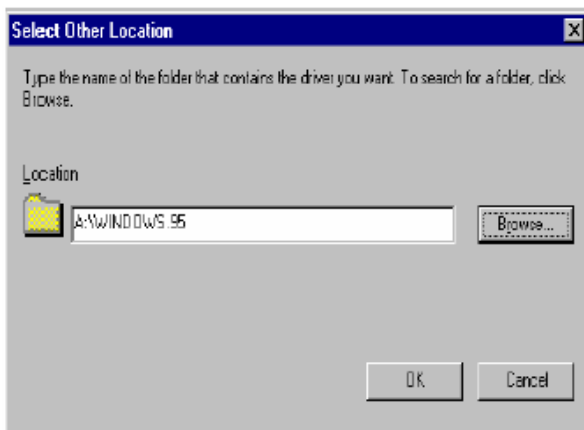 Select Other Location
Type the name of the folder that contains the driver you want. To search for a folder, click
Browse.
Location
A:\WINDOWS.95
Browse...
OK
Cancel